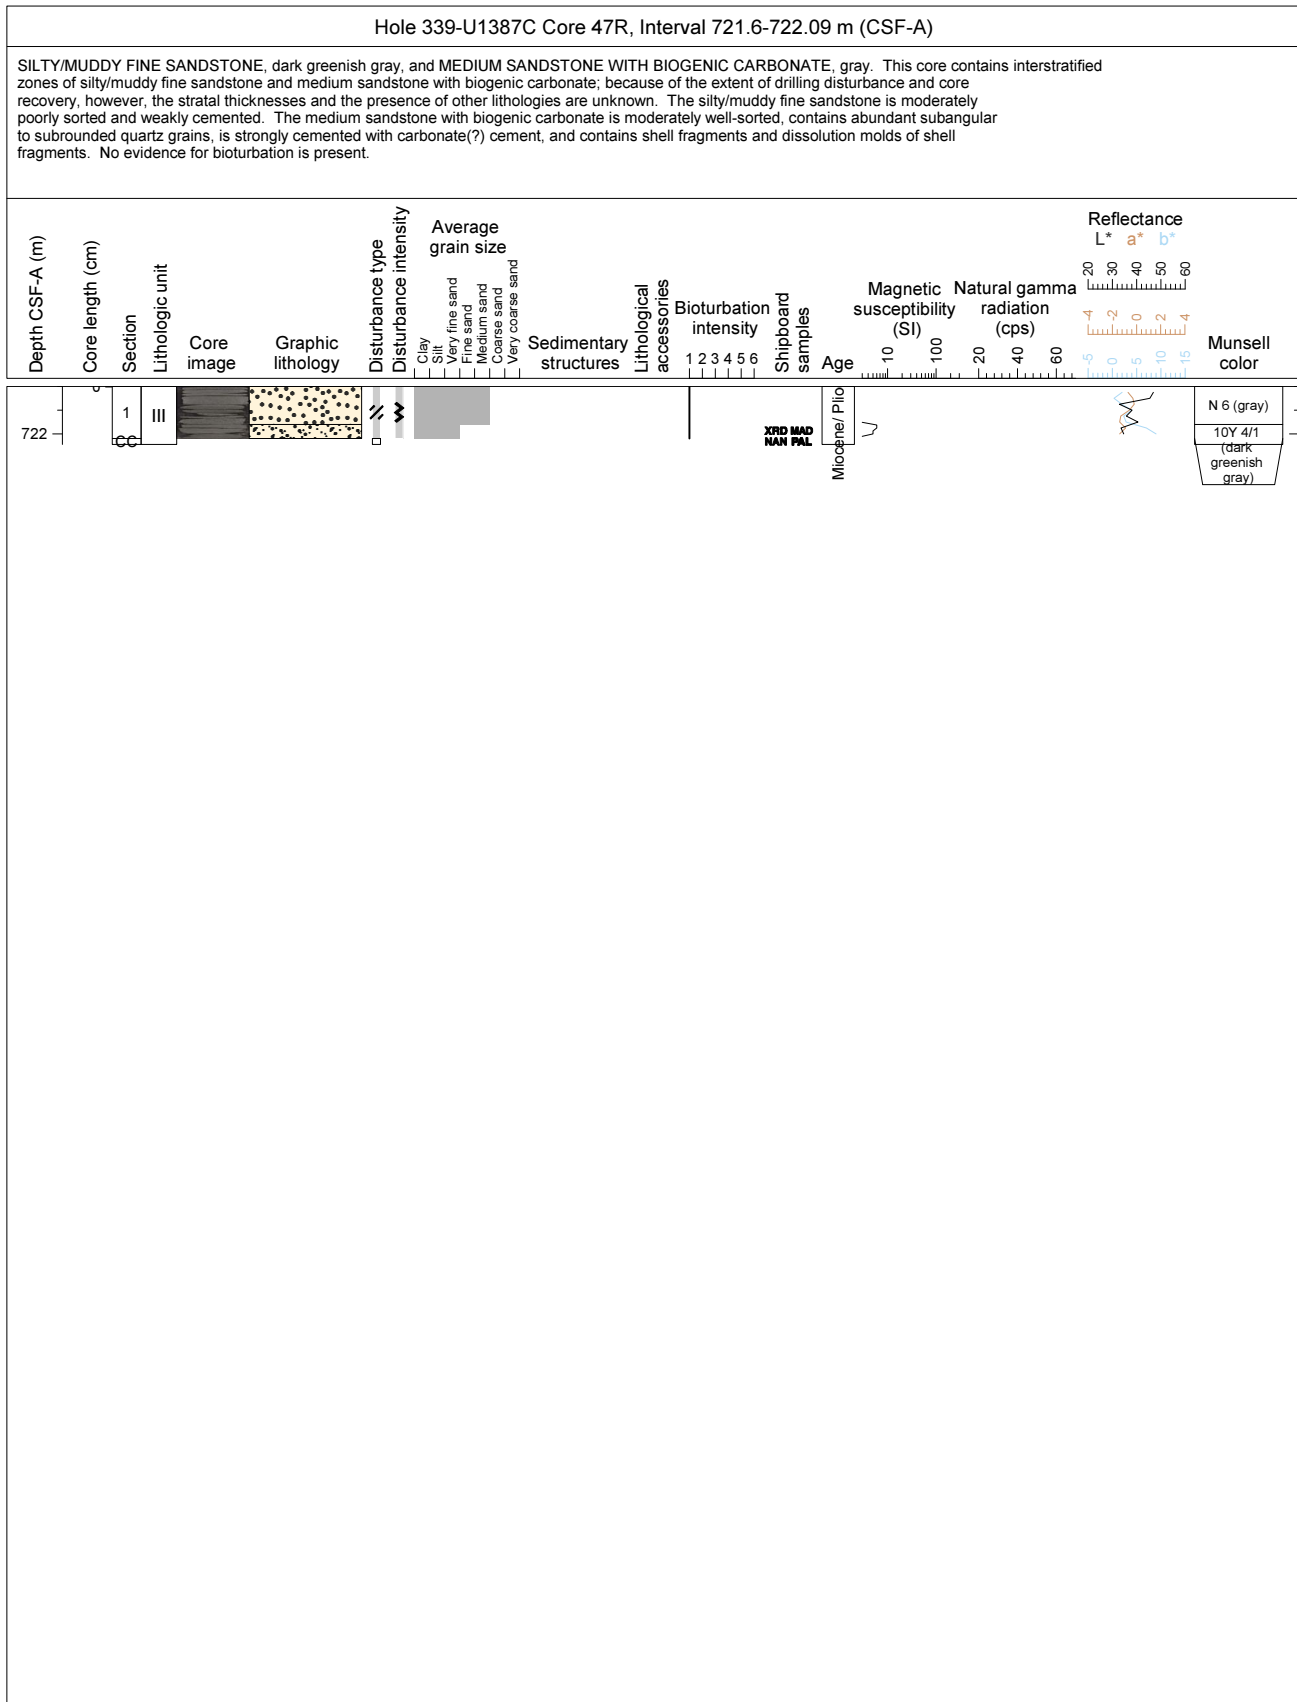 Hole 339-U1387C Core 47R, Interval 721.6-722.09 m (CSF-A)
SILTY/MUDDY FINE SANDSTONE, dark greenish gray, and MEDIUM SANDSTONE WITH BIOGENIC CARBONATE, gray. This core contains interstratified
zones of silty/muddy fine sandstone and medium sandstone with biogenic carbonate; because of the extent of drilling disturbance and core
recovery, however, the stratal thicknesses and the presence of other lithologies are unknown. The silty/muddy fine sandstone is moderately
poorly sorted and weakly cemented. The medium sandstone with biogenic carbonate is moderately well-sorted, contains abundant subangular
to subrounded quartz grains, is strongly cemented with carbonate(?) cement, and contains shell fragments and dissolution molds of shell
fragments. No evidence for bioturbation is present.
Depth CSF-A (m)
Core length (cm)
Section
Lithologic unit
Core
image
Graphic
lithology
Disturbance type
Disturbance intensity
Average
grain size
Clay
Silt
Very fine sand
Fine sand
Medium sand
Coarse sand
Very coarse sand
Sedimentary
structures
Lithological
accessories
Bioturbation
intensity
1 2 3 4 5 6
Shipboard
samples
Age
Magnetic
susceptibility
(SI)
10
100
Natural gamma
radiation
(cps)
20
40
60
Reflectance
L* a* b*
20 30 40 50 60
-4 -2 0 2 4
-5 0 5 10 15
Munsell
color
0
722
1
CC
III
XRD MAD
NAN PAL
Miocene/ Plio
N 6 (gray)
10Y 4/1
(dark
greenish
gray)